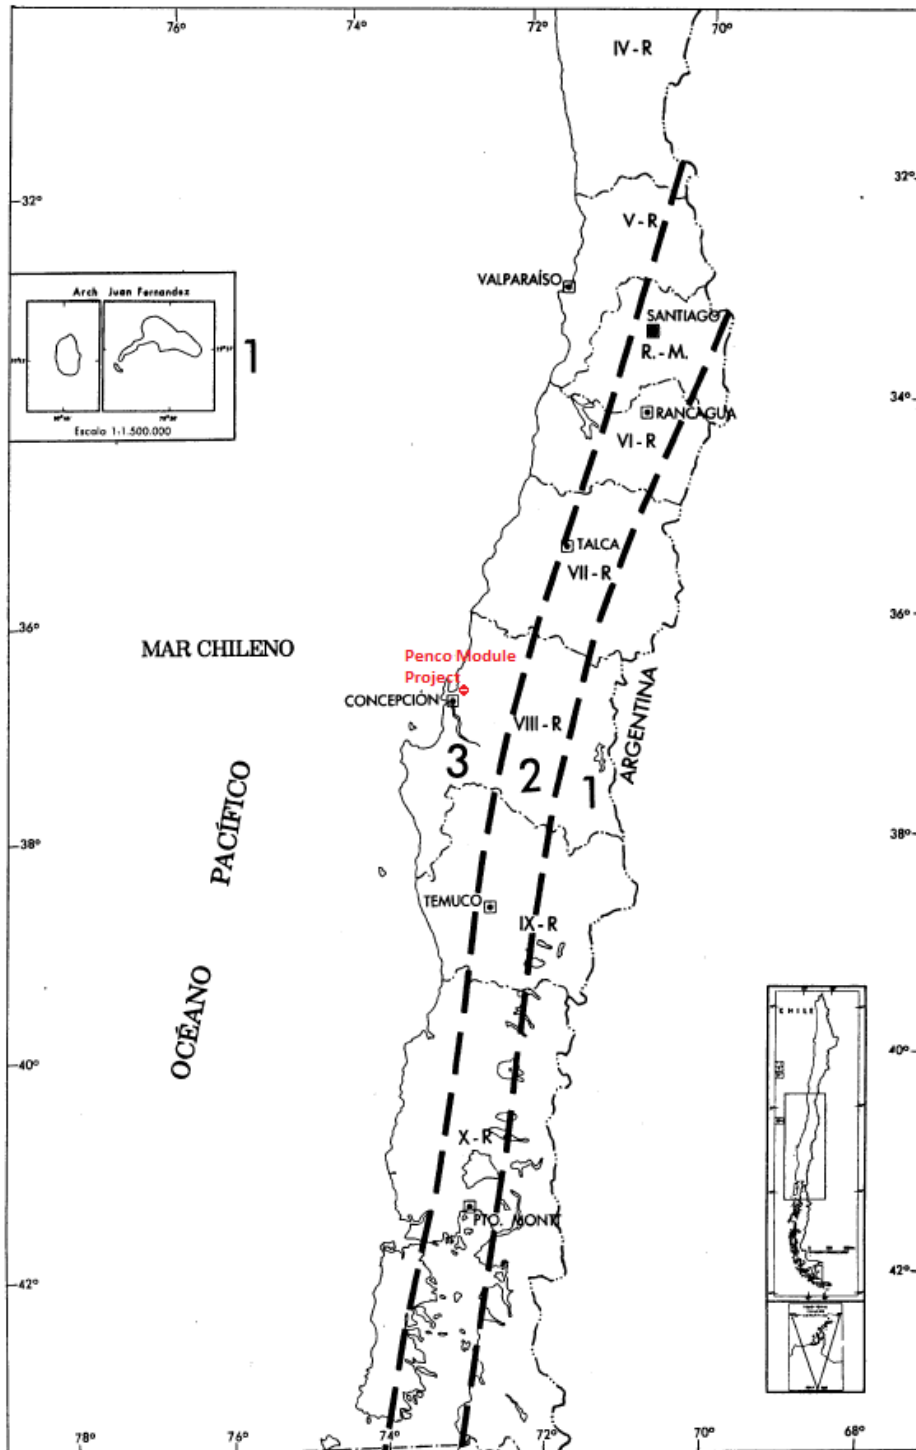 76°
74°
72°
70°
IV-R
32°
32°
V-R
VALPARAÍSO
Arch Juan Fernandez
SANTIAGO
1
R.-M.
34°
RANCAGUA
Escala 1-1.500.000
VI-R
TALCA
VII-R
36°
36°
MAR CHILENO
Penco Module
Project
CONCEPCIÓN
ARGENTINA
VIII-R
3
2
1
PACÍFICO
38°
38°
TEMUCO
IX-R
OCÉANO
CHILE
40°
40°
X-R
PTO. MONTT
42°
42°
78°
76°
74°
72°
70°
68°